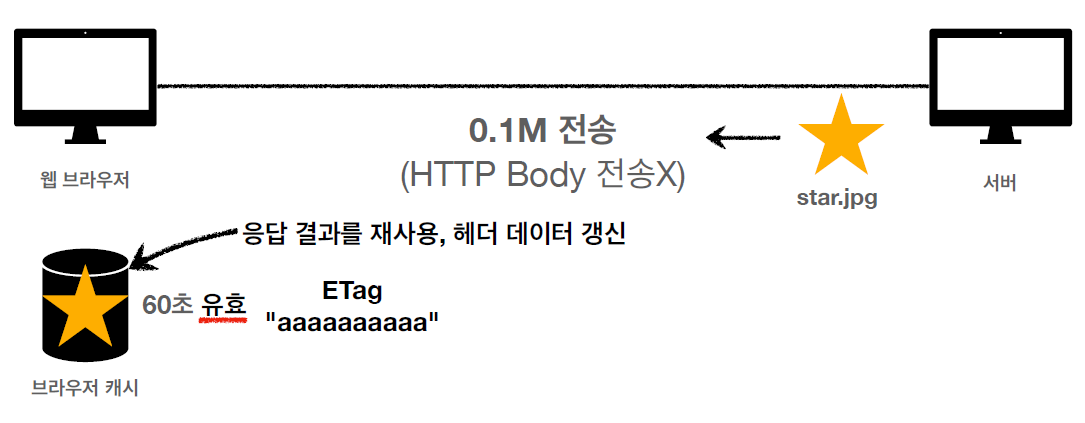 0.1M 전송
(HTTP Body 전송X)
웹 브라우저
star.jpg
서버
응답 결과를 재사용, 헤더 데이터 갱신
60초 유효
ETag
"aaaaaaaaaa"
브라우저 캐시